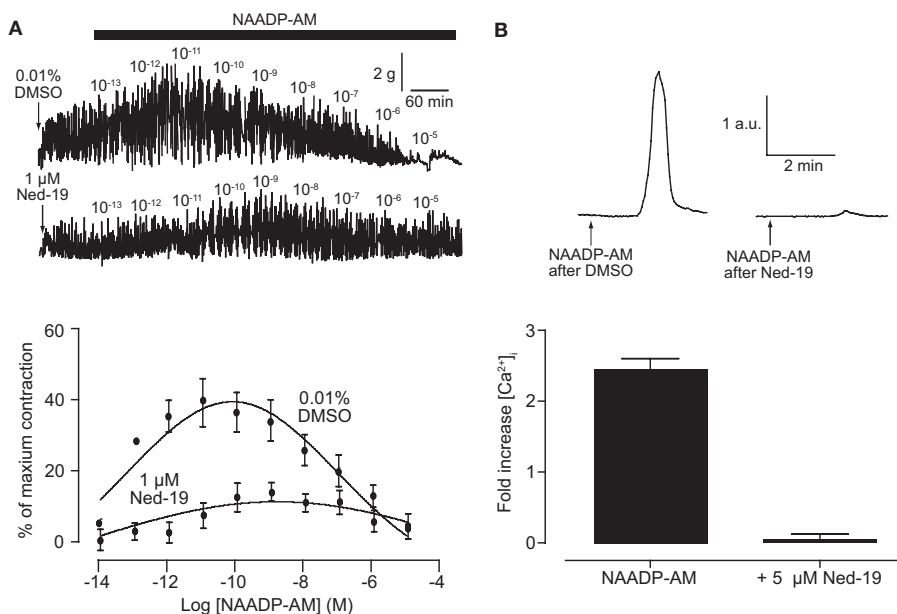 A
NAADP-AM
0.01%
DMSO
10⁻¹³
10⁻¹²
10⁻¹¹
10⁻¹⁰
10⁻⁹
10⁻⁸
10⁻⁷
10⁻⁶
10⁻⁵
2 g
60 min
1 µM
Ned-19
10⁻¹³
10⁻¹²
10⁻¹¹
10⁻¹⁰
10⁻⁹
10⁻⁸
10⁻⁷
10⁻⁶
10⁻⁵
% of maxium contraction
60
40
20
0
0.01%
DMSO
1 µM
Ned-19
-14
-12
-10
-8
-6
-4
Log [NAADP-AM] (M)
B
1 a.u.
2 min
NAADP-AM
after DMSO
NAADP-AM
after Ned-19
Fold increase [Ca²⁺]ᵢ
3
2
1
0
NAADP-AM
+ 5 µM Ned-19